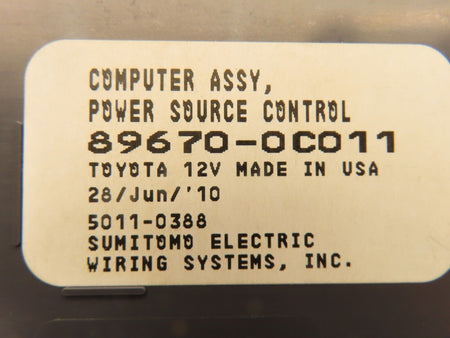 COMPUTER ASSY,
POWER SOURCE CONTROL
89670-0C011
TOYOTA 12V MADE IN USA
28/Jun/'10
5011-0388
SUMITOMO ELECTRIC
WIRING SYSTEMS, INC.